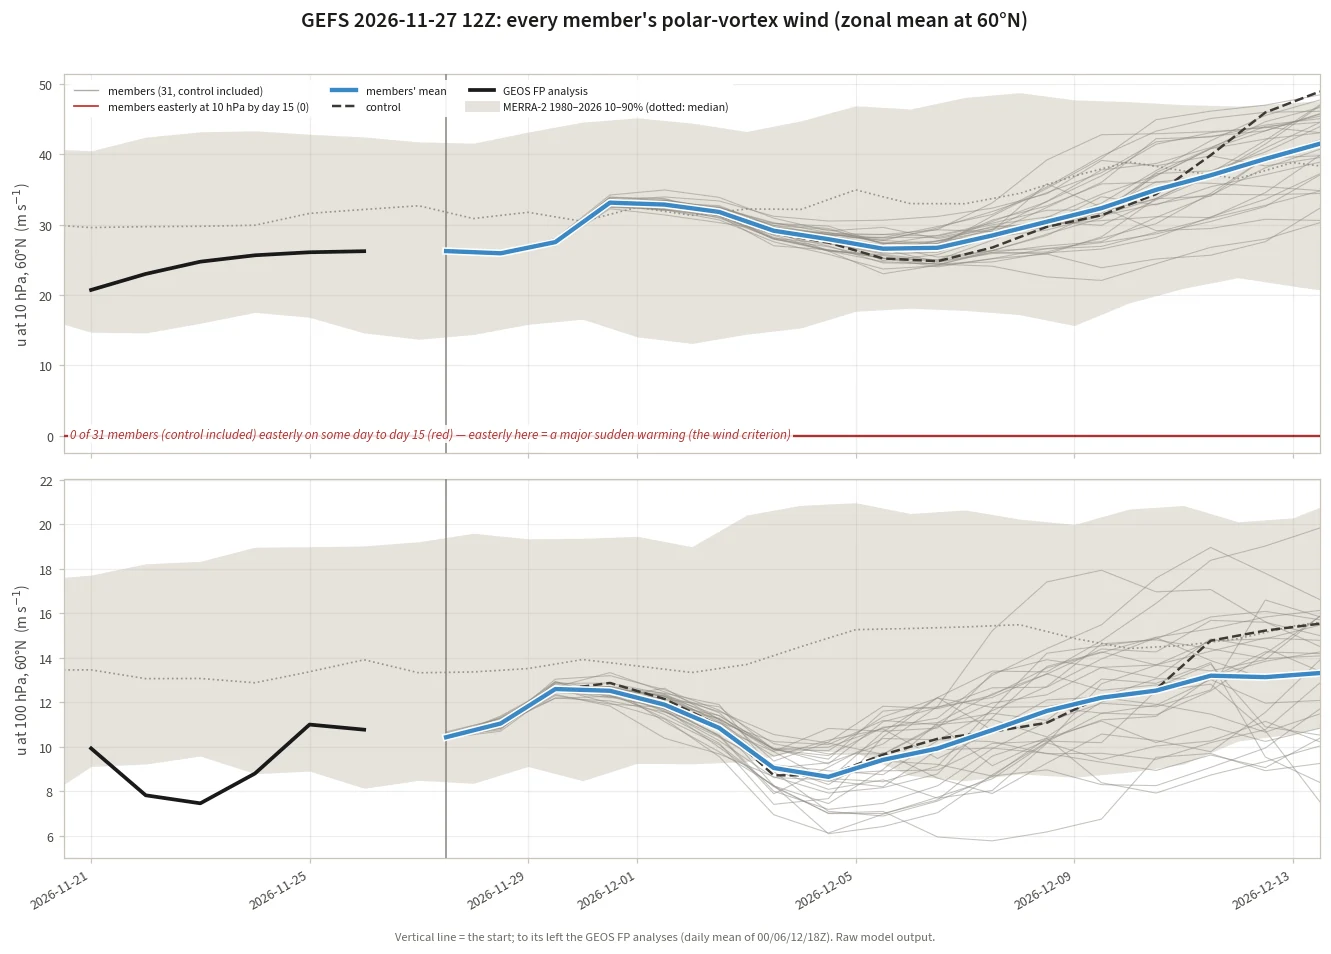 GEFS 2026-11-27 12Z: every member's polar-vortex wind (zonal mean at 60°N)
members (31, control included)
members easterly at 10 hPa by day 15 (0)
members' mean
control
GEOS FP analysis
MERRA-2 1980–2026 10–90% (dotted: median)
u at 10 hPa, 60°N (m s⁻¹)
50
40
30
20
10
0
0 of 31 members (control included) easterly on some day to day 15 (red) — easterly here = a major sudden warming (the wind criterion)
u at 100 hPa, 60°N (m s⁻¹)
22
20
18
16
14
12
10
8
6
2026-11-21
2026-11-25
2026-11-29
2026-12-01
2026-12-05
2026-12-09
2026-12-13
Vertical line = the start; to its left the GEOS FP analyses (daily mean of 00/06/12/18Z). Raw model output.